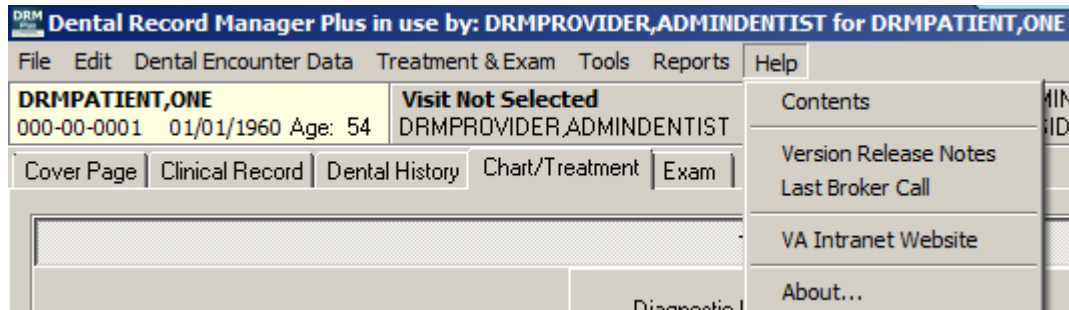 DRM Plus Dental Record Manager Plus in use by: DRMPROVIDER,ADMINDENTIST for DRMPATIENT,ONE
File Edit Dental Encounter Data Treatment & Exam Tools Reports Help
DRMPATIENT,ONE Visit Not Selected
000-00-0001 01/01/1960 Age: 54 DRMPROVIDER,ADMINDENTIST
Cover Page Clinical Record Dental History Chart/Treatment Exam
Contents
Version Release Notes
Last Broker Call
VA Intranet Website
About...